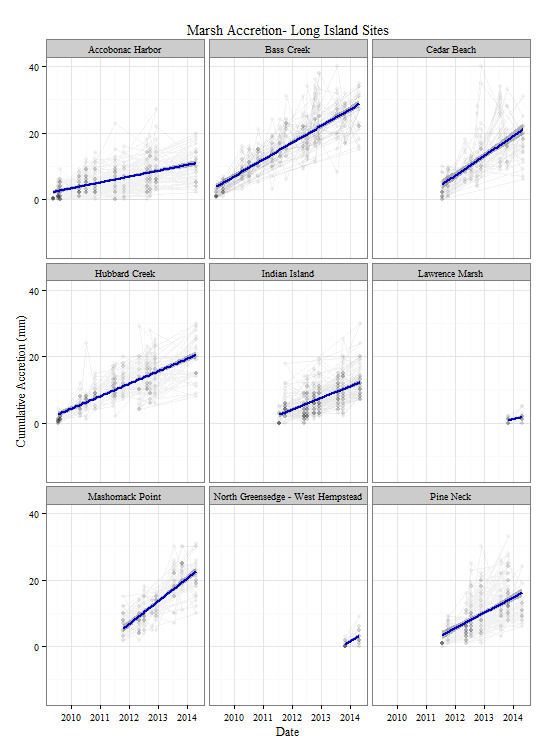 Marsh Accretion- Long Island Sites
Accobonac Harbor
Bass Creek
Cedar Beach
40
20
0
Hubbard Creek
Indian Island
Lawrence Marsh
40
20
0
Cumulative Accretion (mm)
Mashomack Point
North Greensedge - West Hempstead
Pine Neck
40
20
0
2010 2011 2012 2013 2014
2010 2011 2012 2013 2014
2010 2011 2012 2013 2014
Date